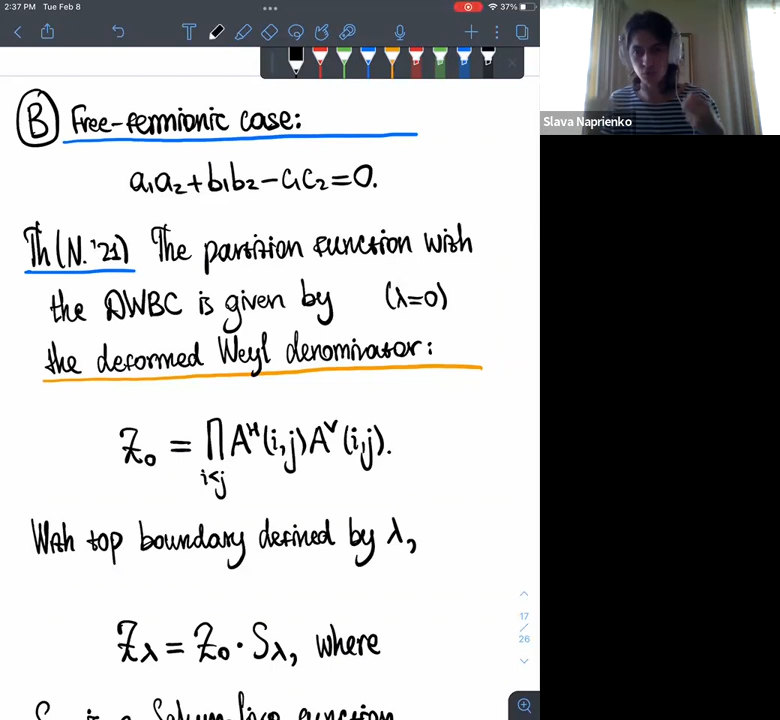 2:37 PM Tue Feb 8
37%
Ⓑ Free-fermionic case:
a₁a₂+b₁b₂−c₁c₂=0.
Th(N.'21) The partition function with
the DWBC is given by (λ=0)
the deformed Weyl denominator:
Z₀ = ∏ Aᴴ(i,j)Aⱽ(i,j).
i<j
With top boundary defined by λ,
Z_λ = Z₀ · S_λ, where
function
17
/
26
Slava Naprienko